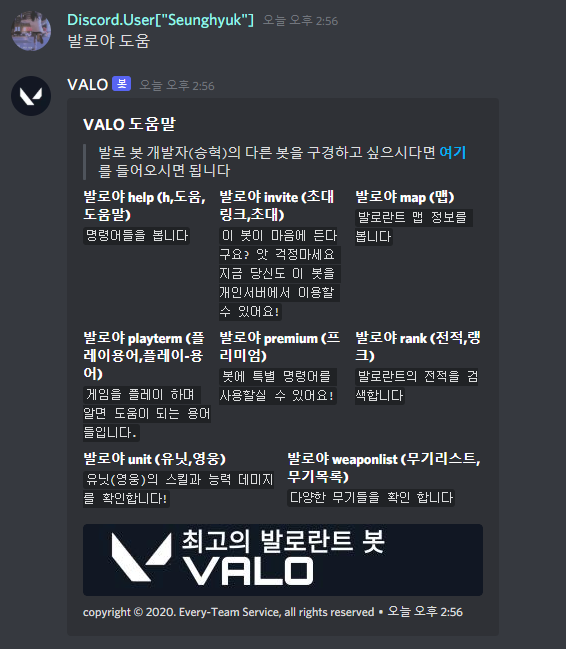 Discord.User["Seunghyuk"] 오늘 오후 2:56
발로야 도움
VALO 봇 오늘 오후 2:56
VALO 도움말
발로 봇 개발자(승혁)의 다른 봇을 구경하고 싶으시다면 여기
를 들어오시면 됩니다
발로야 help (h,도움,
도움말)
명령어들을 봅니다
발로야 invite (초대
링크,초대)
이 봇이 마음에 든다
구요? 앗 걱정마세요
지금 당신도 이 봇을
개인서버에서 이용할
수 있어요!
발로야 map (맵)
발로란트 맵 정보를
봅니다
발로야 playterm (플
레이용어,플레이-용
어)
게임을 플레이 하며
알면 도움이 되는 용어
들입니다.
발로야 premium (프
리미엄)
봇에 특별 명령어를
사용할실 수 있어요!
발로야 rank (전적,랭
크)
발로란트의 전적을 검
색합니다
발로야 unit (유닛,영웅)
유닛(영웅)의 스킬과 능력 데미지
를 확인합니다!
발로야 weaponlist (무기리스트,
무기목록)
다양한 무기들을 확인 합니다
최고의 발로란트 봇
VALO
copyright © 2020. Every-Team Service, all rights reserved • 오늘 오후 2:56